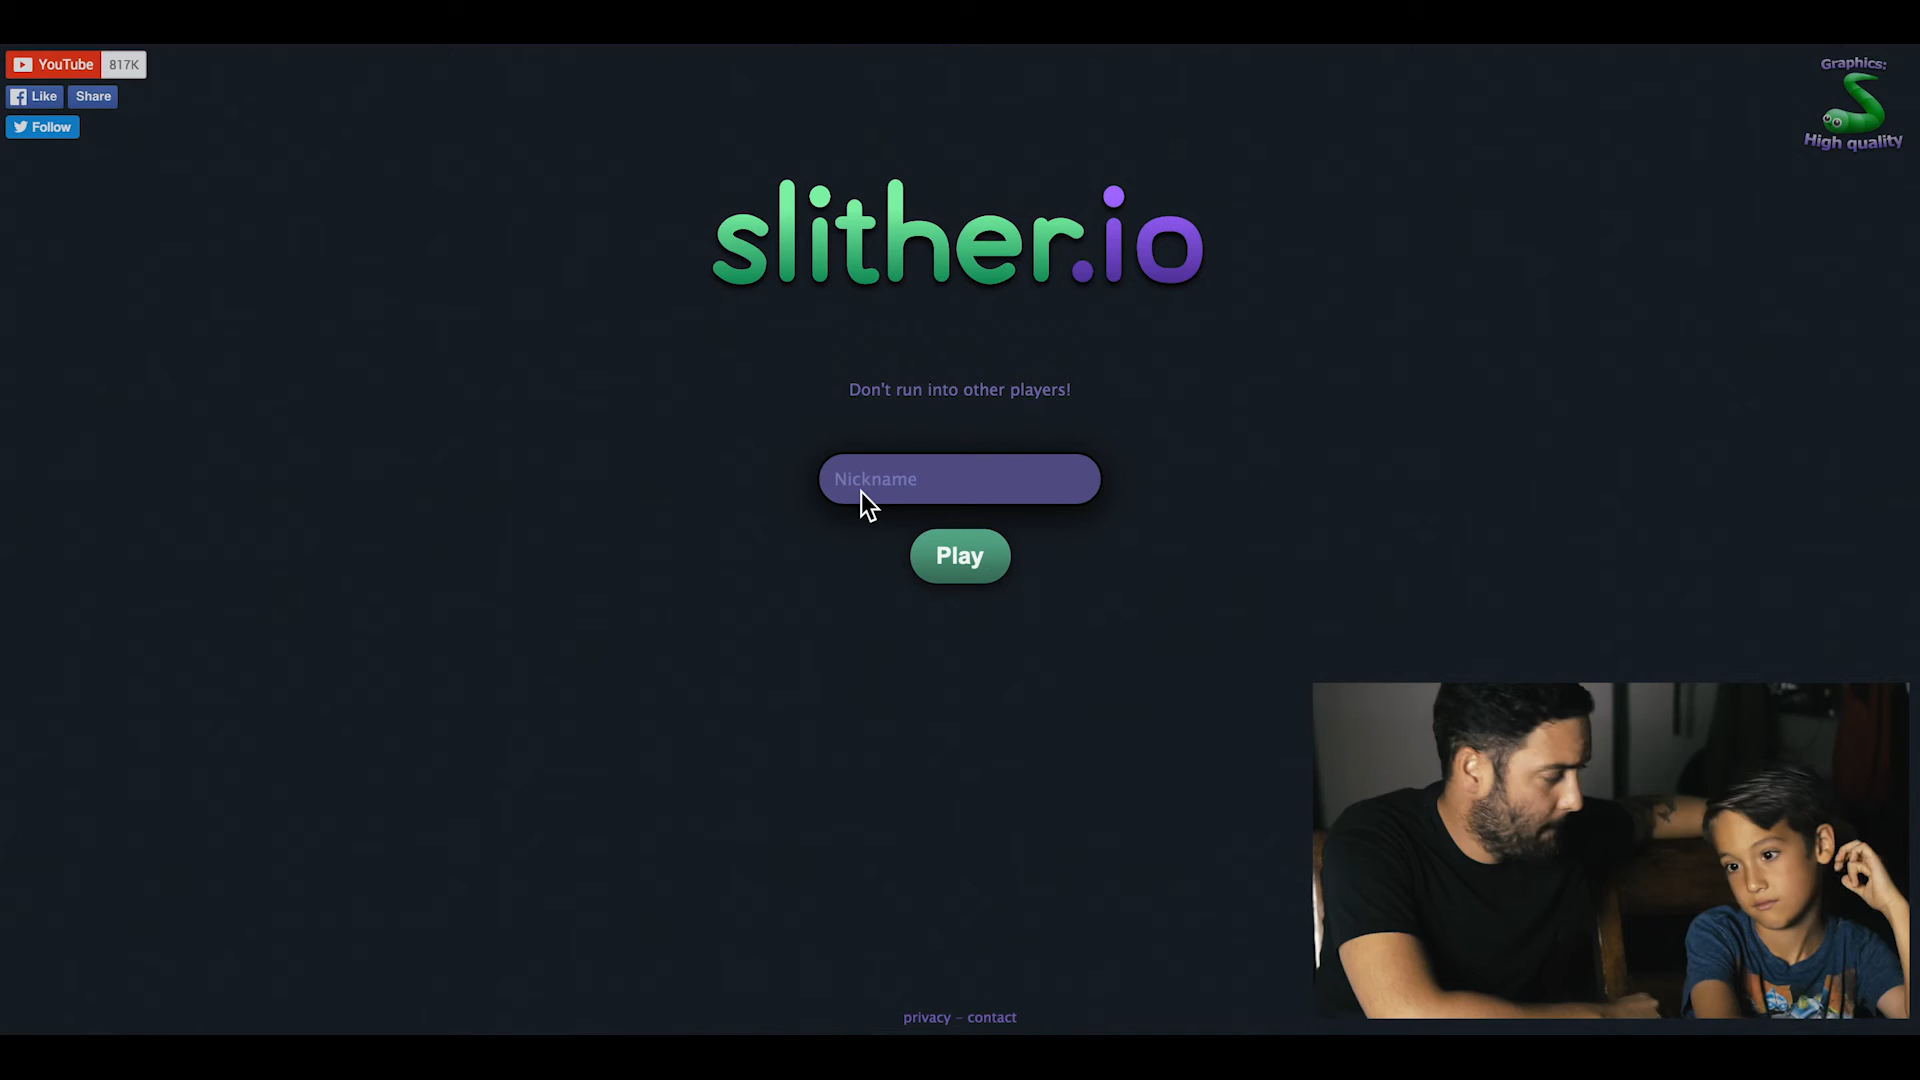 YouTube 817K
Like Share
Follow
Graphics:
High quality
slither.io
Don't run into other players!
Nickname
Play
privacy - contact